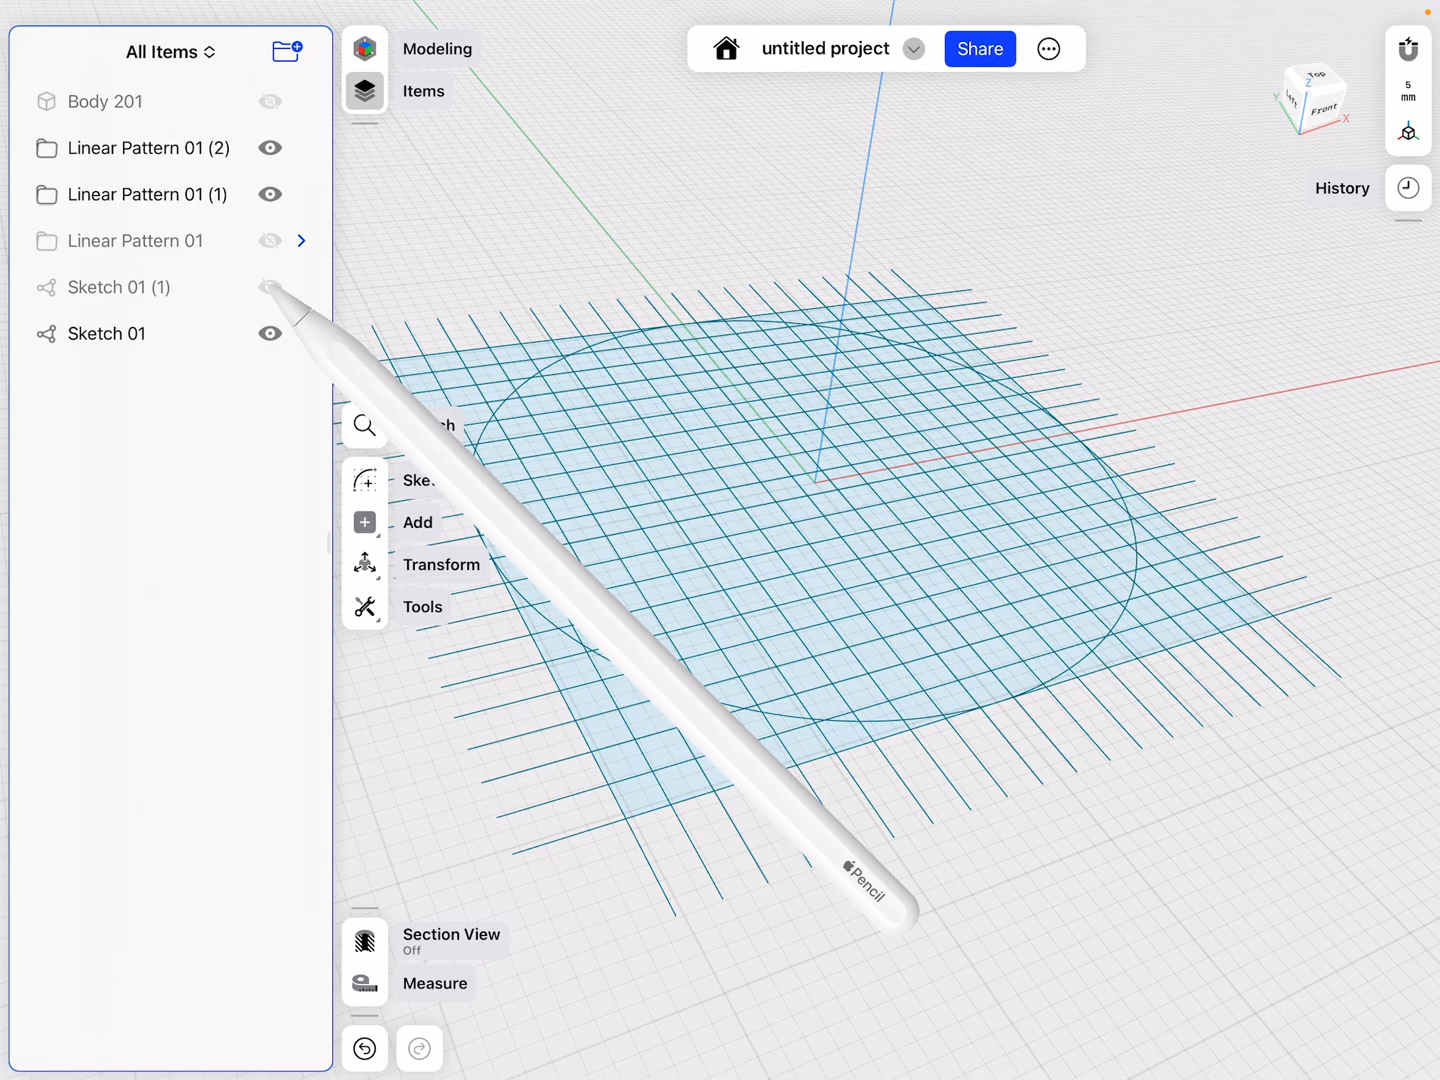 All Items
Body 201
Linear Pattern 01 (2)
Linear Pattern 01 (1)
Linear Pattern 01
Sketch 01 (1)
Sketch 01
Modeling
Items
untitled project
Share
Top
Left
Front
Z
Y
X
5
mm
History
Add
Transform
Tools
Pencil
Section View
Off
Measure